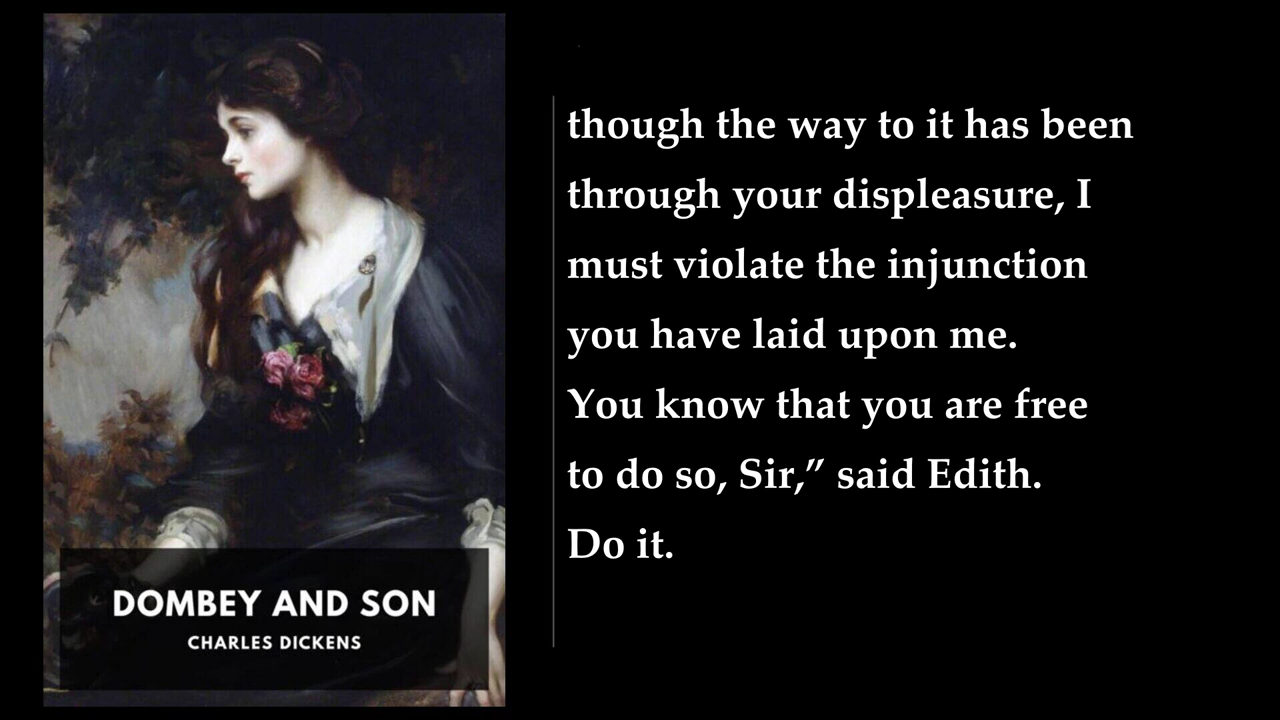 DOMBEY AND SON
CHARLES DICKENS
though the way to it has been
through your displeasure, I
must violate the injunction
you have laid upon me.
You know that you are free
to do so, Sir,” said Edith.
Do it.